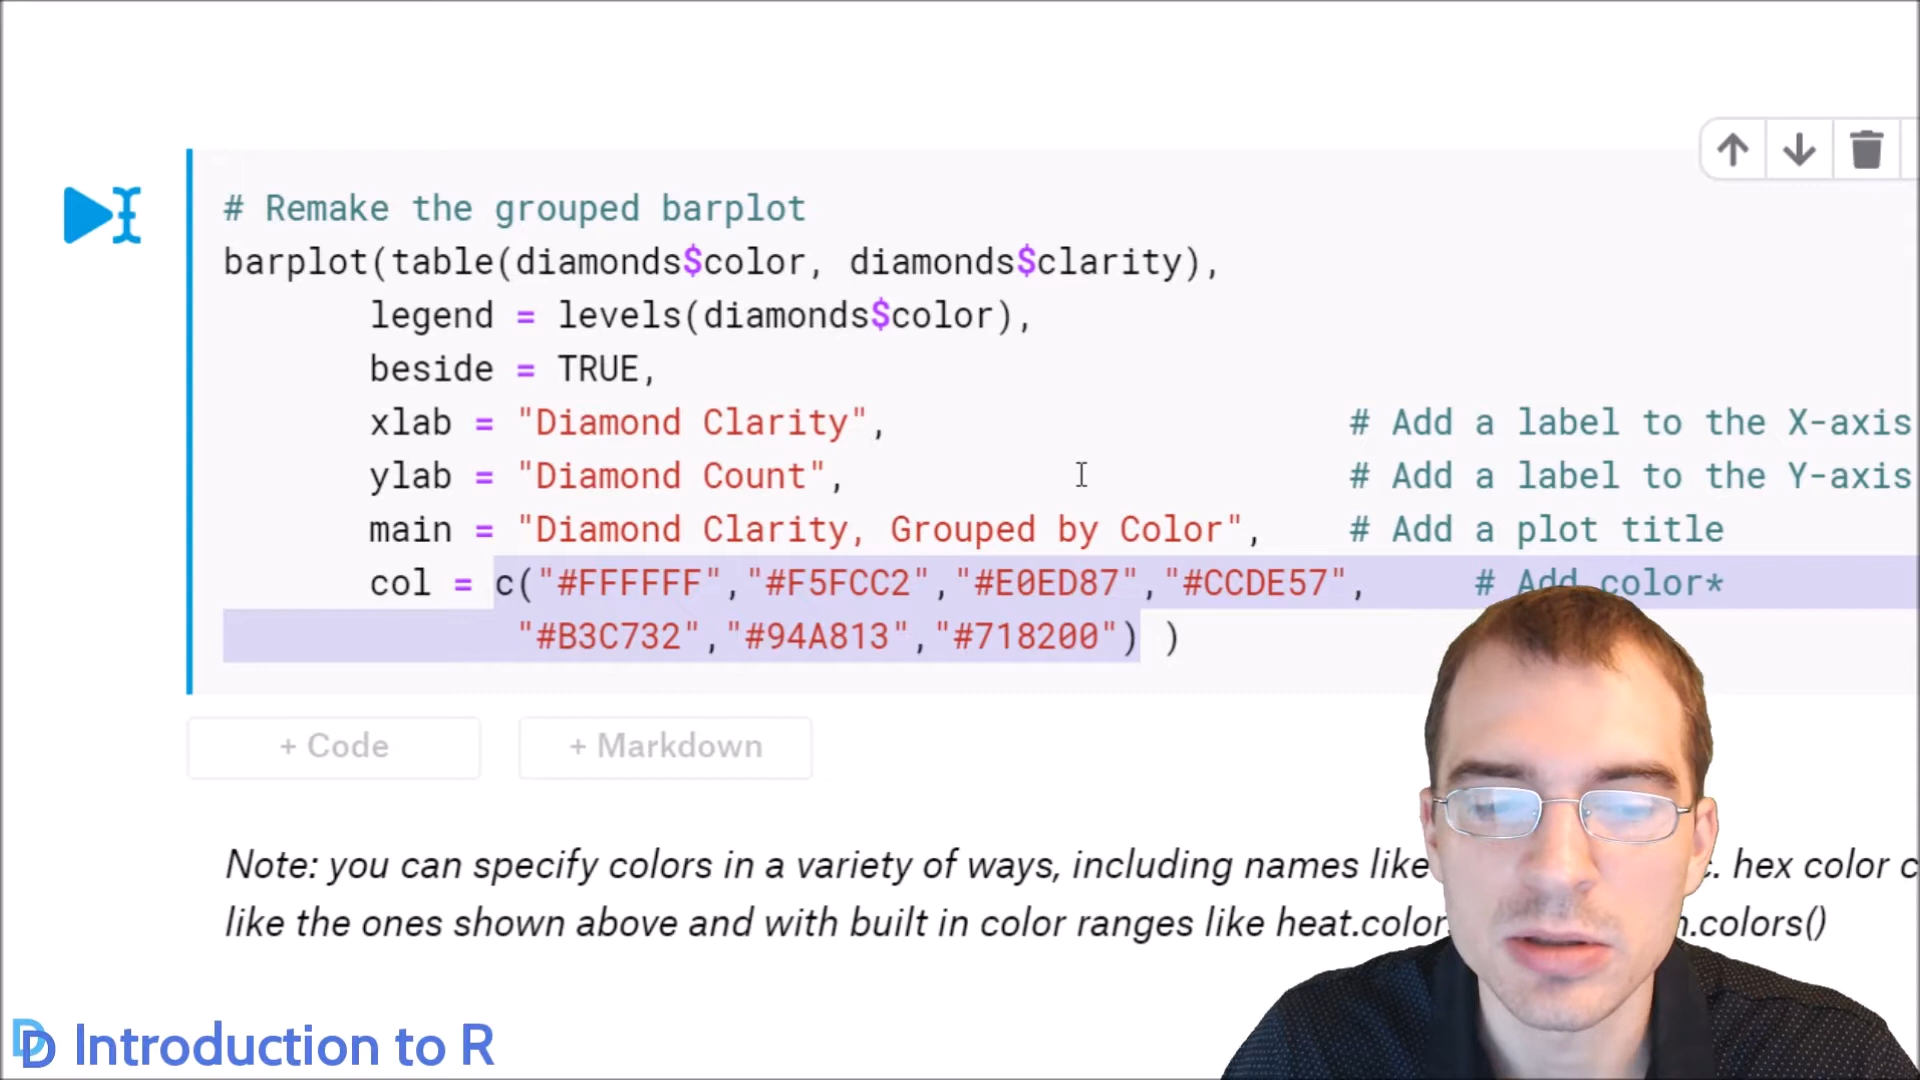 # Remake the grouped barplot
barplot(table(diamonds$color, diamonds$clarity),
legend = levels(diamonds$color),
beside = TRUE,
xlab = "Diamond Clarity", # Add a label to the X-axis
ylab = "Diamond Count", # Add a label to the Y-axis
main = "Diamond Clarity, Grouped by Color", # Add a plot title
col = c("#FFFFFF","#F5FCC2","#E0ED87","#CCDE57", # Add color*
"#B3C732","#94A813","#718200") )
+ Code + Markdown
Note: you can specify colors in a variety of ways, including names like c. hex color c
like the ones shown above and with built in color ranges like heat.color n.colors()
Introduction to R